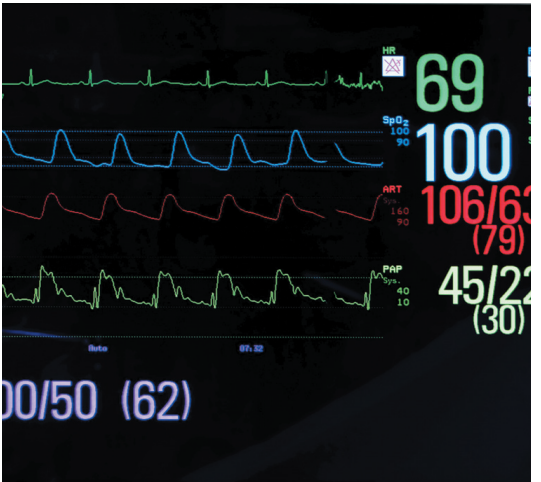 HR
69
SpO₂
100
90
100
ART
Sys.
160
90
106/63
(79)
PAP
Sys.
40
10
45/22
(30)
Auto
07:32
00/50 (62)